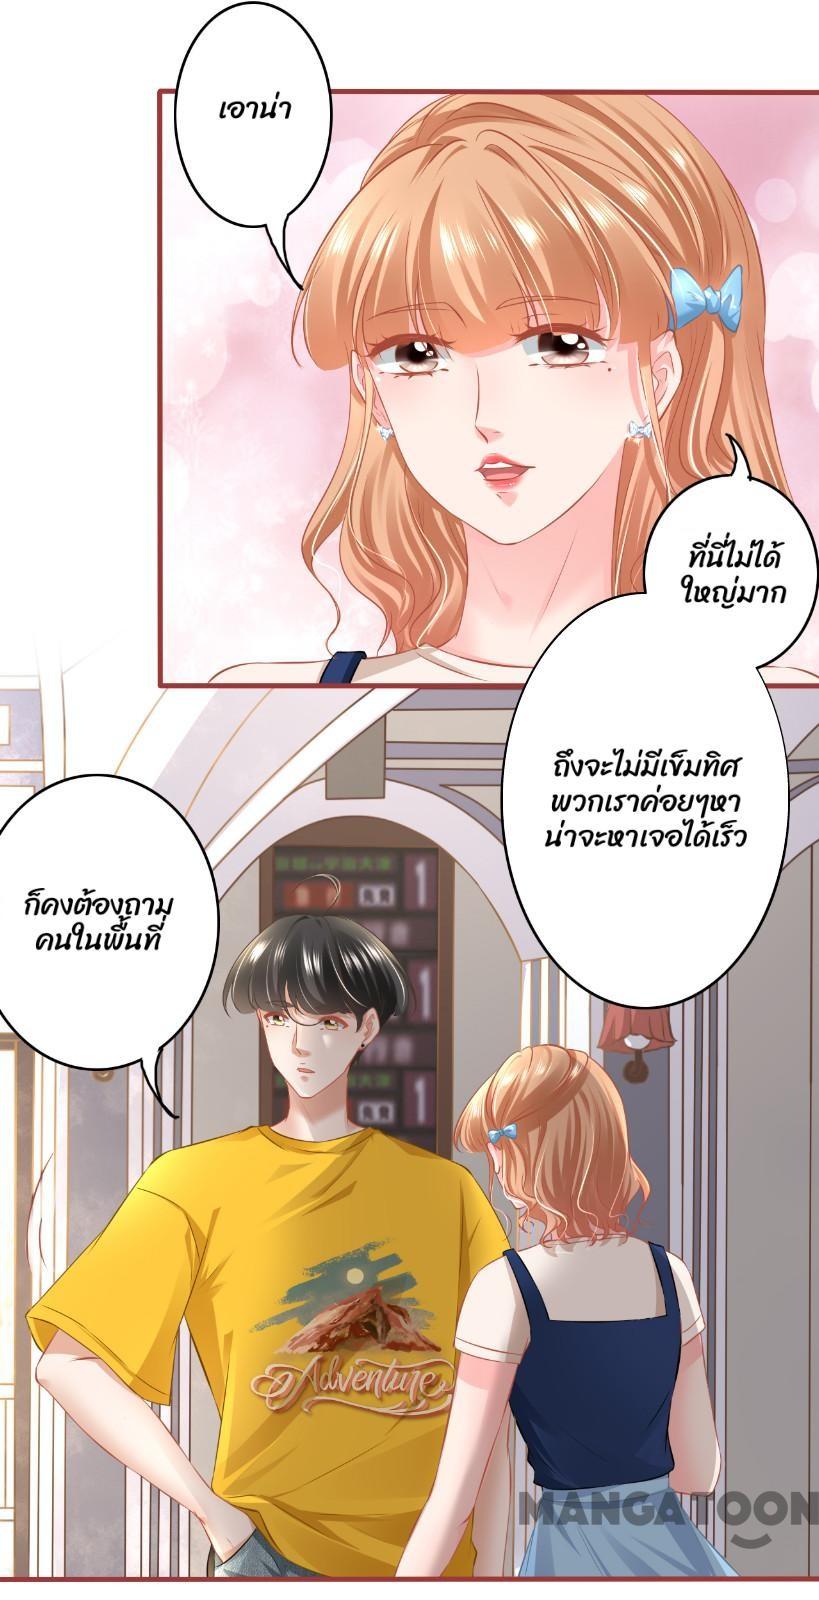 เอาน่า
ที่นี่ไม่ได้
ใหญ่มาก
ถึงจะไม่มีเข็มทิศ
พวกเราค่อยๆหา
น่าจะหาเจอได้เร็ว
ก็คงต้องถาม
คนในพื้นที่
Adventure
MANGATOON